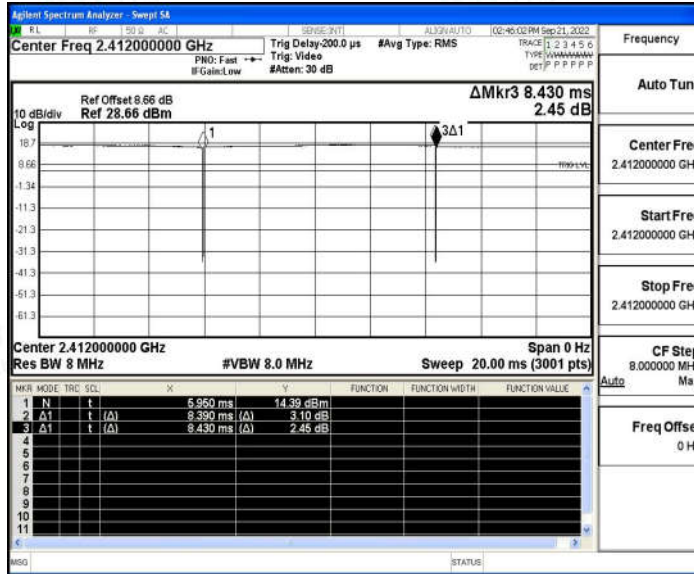 Agilent Spectrum Analyzer - Swept SA
RL RF 50 Ω AC SENSE:INT ALIGN AUTO 02:46:02 PM Sep 21, 2022
Center Freq 2.412000000 GHz
PNO: Fast
IFGain:Low
Trig Delay-200.0 µs
Trig: Video
#Atten: 30 dB
#Avg Type: RMS
TRACE 1 2 3 4 5 6
TYPE
DET P P P P P P
Ref Offset 8.66 dB
10 dB/div Ref 28.66 dBm
Log
ΔMkr3 8.430 ms
2.45 dB
1
3Δ1
18.7
8.66
TRIG LVL
-1.34
-11.3
-21.3
-31.3
-41.3
-51.3
-61.3
Center 2.412000000 GHz Span 0 Hz
Res BW 8 MHz #VBW 8.0 MHz Sweep 20.00 ms (3001 pts)
MKR MODE TRC SCL X Y FUNCTION FUNCTION WIDTH FUNCTION VALUE
1 N t 5.950 ms 14.39 dBm
2 Δ1 t (Δ) 8.390 ms (Δ) 3.10 dB
3 Δ1 t (Δ) 8.430 ms (Δ) 2.45 dB
4
5
6
7
8
9
10
11
MSG STATUS
Frequency
Auto Tun
Center Fre
2.412000000 GH
Start Fre
2.412000000 GH
Stop Fre
2.412000000 GH
CF Ste
8.000000 MH
Auto Ma
Freq Offse
0 H